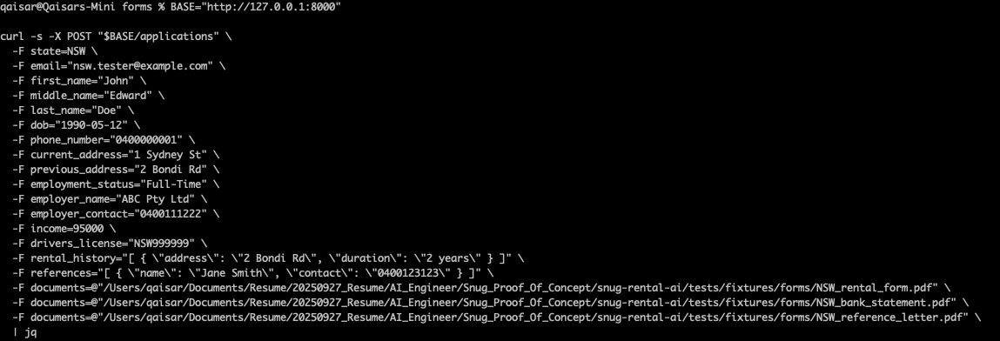 qaisar@Qaisars-Mini forms % BASE="http://127.0.0.1:8000"
curl -s -X POST "$BASE/applications" \
-F state=NSW \
-F email="nsw.tester@example.com" \
-F first_name="John" \
-F middle_name="Edward" \
-F last_name="Doe" \
-F dob="1990-05-12" \
-F phone_number="0400000001" \
-F current_address="1 Sydney St" \
-F previous_address="2 Bondi Rd" \
-F employment_status="Full-Time" \
-F employer_name="ABC Pty Ltd" \
-F employer_contact="0400111222" \
-F income=95000 \
-F drivers_license="NSW999999" \
-F rental_history="[ { \"address\": \"2 Bondi Rd\", \"duration\": \"2 years\" } ]" \
-F references="[ { \"name\": \"Jane Smith\", \"contact\": \"0400123123\" } ]" \
-F documents=@"/Users/qaisar/Documents/Resume/20250927_Resume/AI_Engineer/Snug_Proof_Of_Concept/snug-rental-ai/tests/fixtures/forms/NSW_rental_form.pdf" \
-F documents=@"/Users/qaisar/Documents/Resume/20250927_Resume/AI_Engineer/Snug_Proof_Of_Concept/snug-rental-ai/tests/fixtures/forms/NSW_bank_statement.pdf" \
-F documents=@"/Users/qaisar/Documents/Resume/20250927_Resume/AI_Engineer/Snug_Proof_Of_Concept/snug-rental-ai/tests/fixtures/forms/NSW_reference_letter.pdf" \
| jq